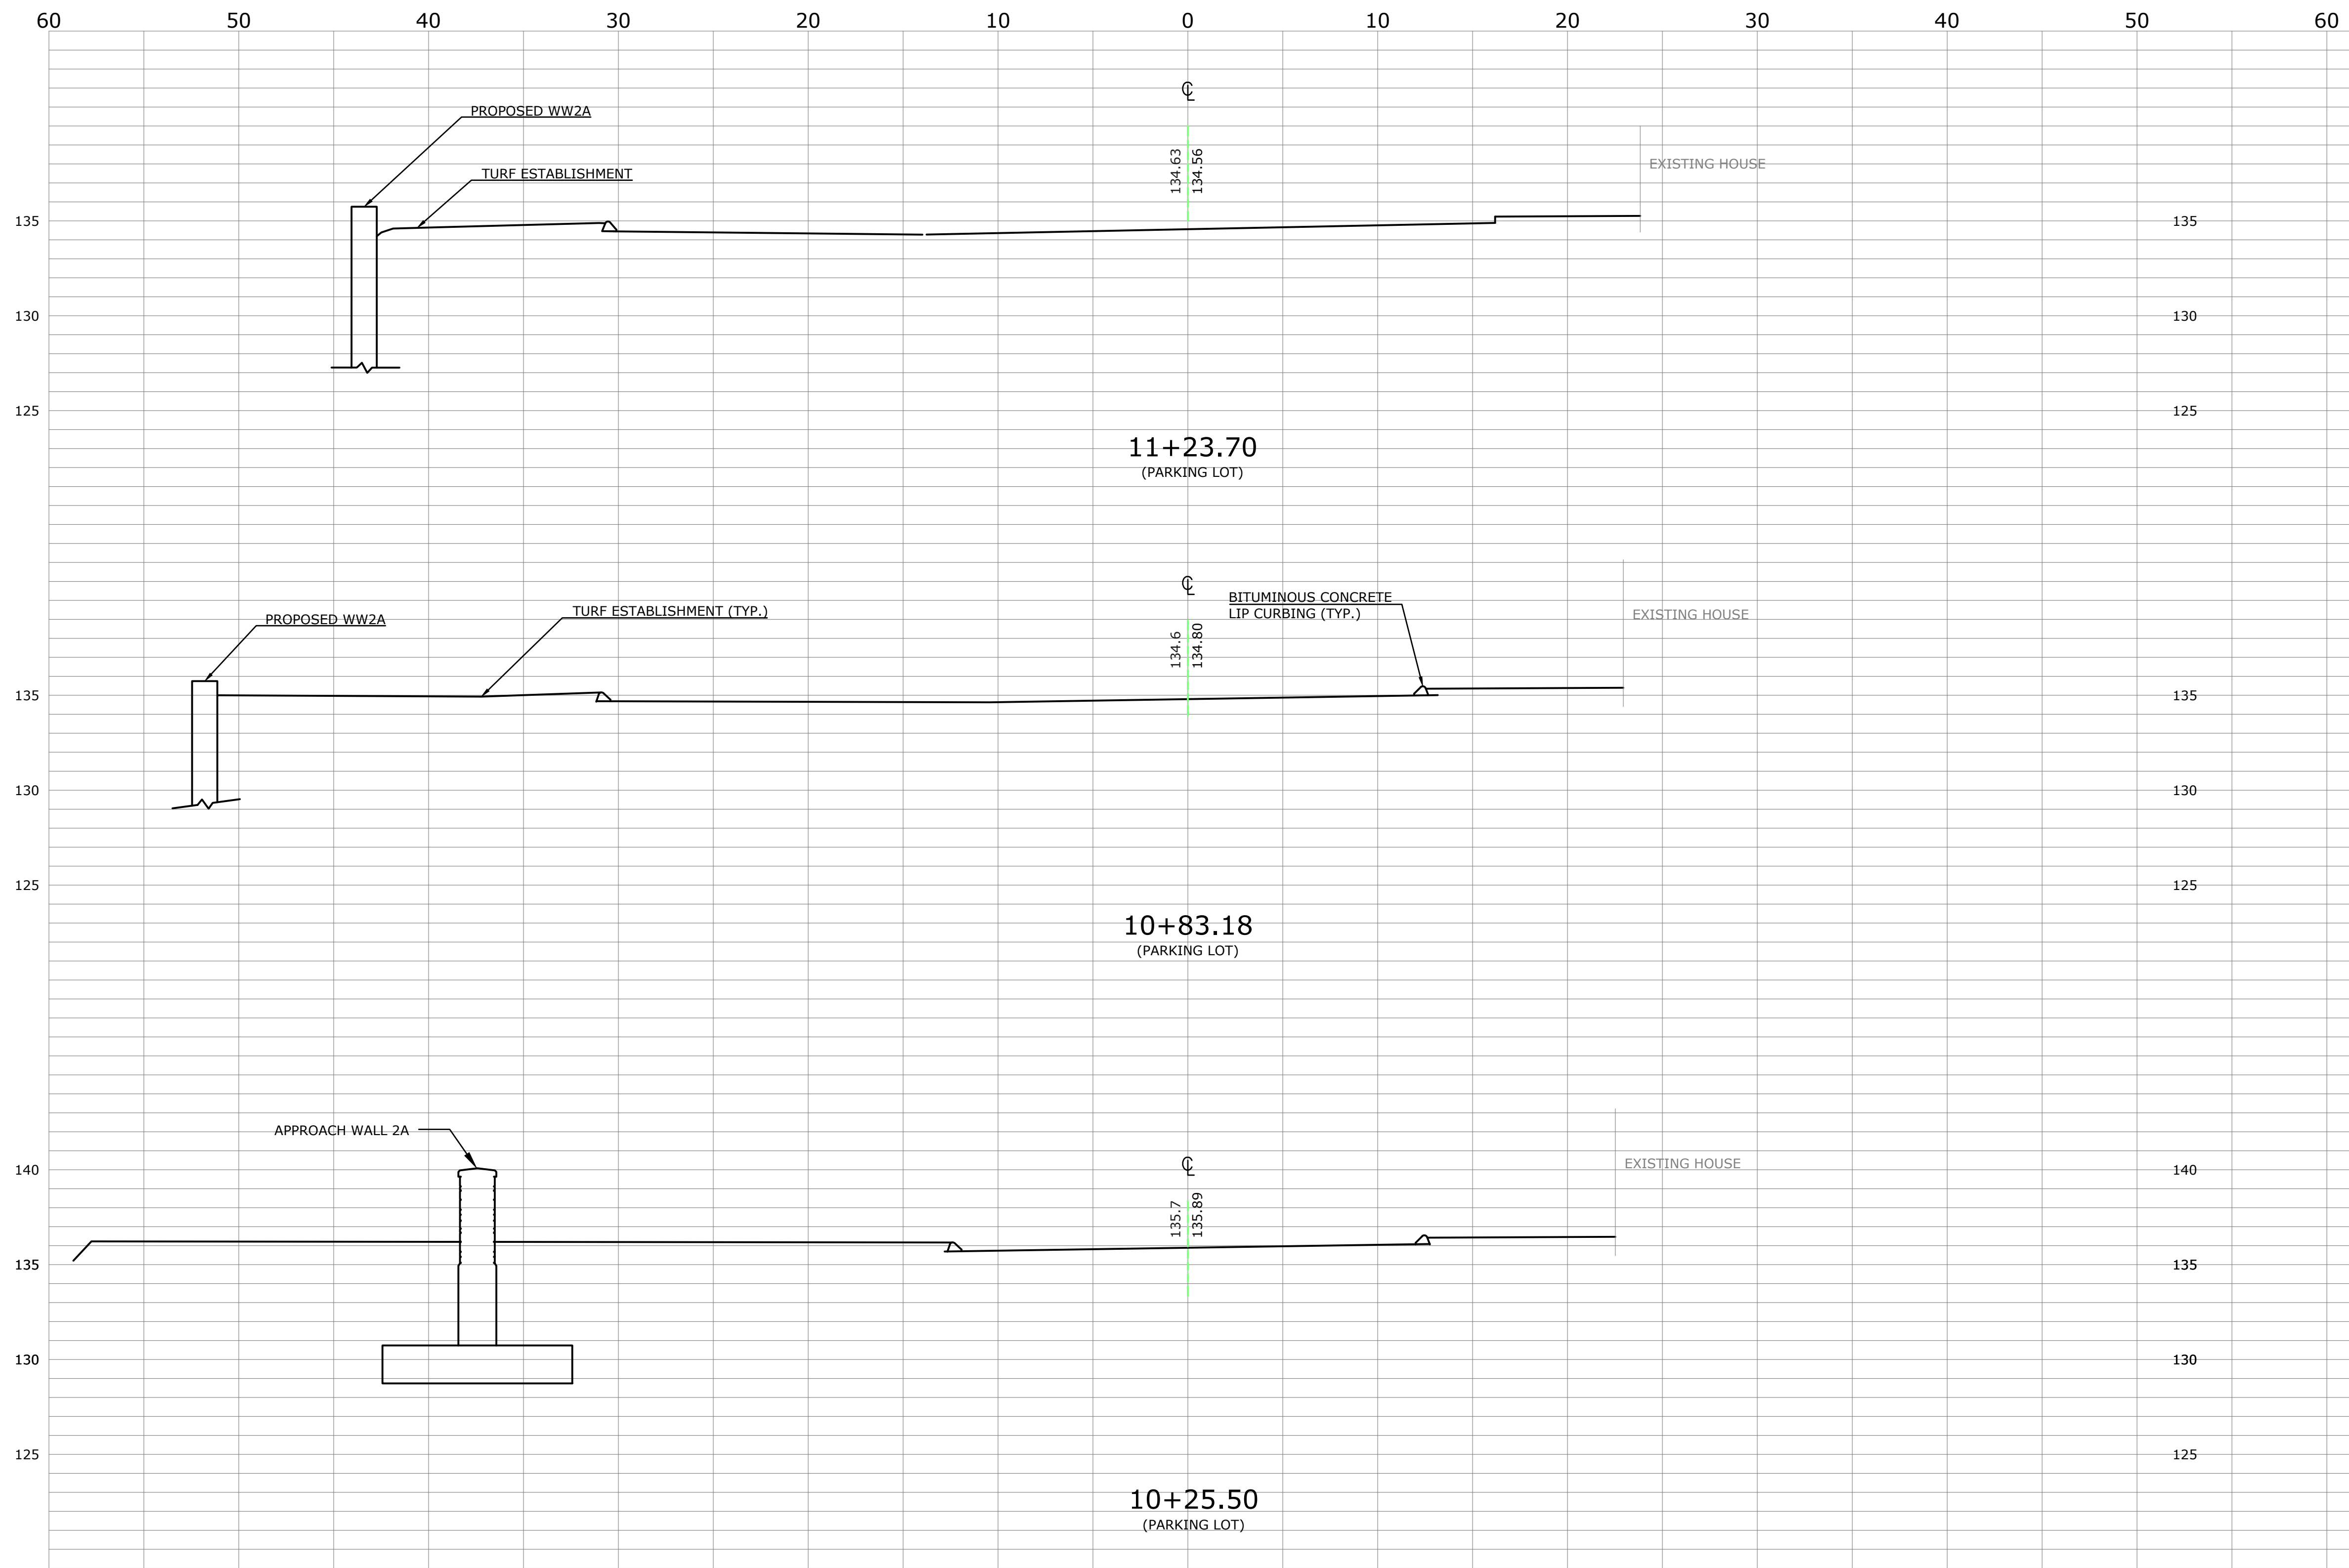 60 50 40 30 20 10 0 10 20 30 40 50 60
℄
PROPOSED WW2A
TURF ESTABLISHMENT
134.63
134.56
EXISTING HOUSE
135 135
130 130
125 125
11+23.70
(PARKING LOT)
℄
PROPOSED WW2A
TURF ESTABLISHMENT (TYP.)
BITUMINOUS CONCRETE
LIP CURBING (TYP.)
134.6
134.80
EXISTING HOUSE
135 135
130 130
125 125
10+83.18
(PARKING LOT)
APPROACH WALL 2A
℄
135.7
135.89
EXISTING HOUSE
140 140
135 135
130 130
125 125
10+25.50
(PARKING LOT)